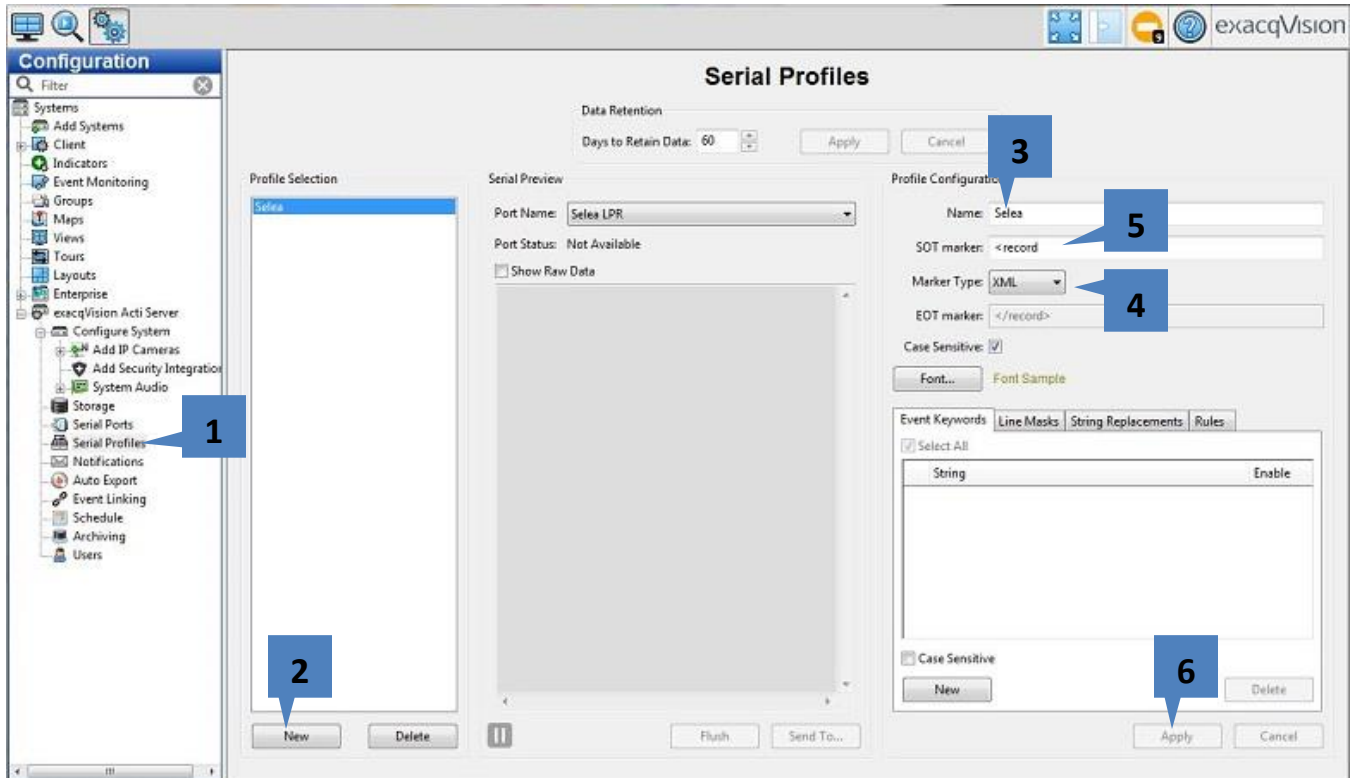 exacqVision
Configuration
Filter
Systems
Add Systems
Client
Indicators
Event Monitoring
Groups
Maps
Views
Tours
Layouts
Enterprise
exacqVision Acti Server
Configure System
Add IP Cameras
Add Security Integration
System Audio
Storage
Serial Ports
Serial Profiles
1
Notifications
Auto Export
Event Linking
Schedule
Archiving
Users
Serial Profiles
Data Retention
Days to Retain Data: 60 Apply Cancel
Profile Selection
Selea
2
New Delete
Serial Preview
Port Name: Selea LPR
Port Status: Not Available
Show Raw Data
Flush Send To...
3
Profile Configuratio
Name: Selea
5
SOT marker: <record
Marker Type: XML
4
EOT marker: </record>
Case Sensitive:
Font... Font Sample
Event Keywords Line Masks String Replacements Rules
Select All
String Enable
Case Sensitive
6
New Delete
Apply Cancel